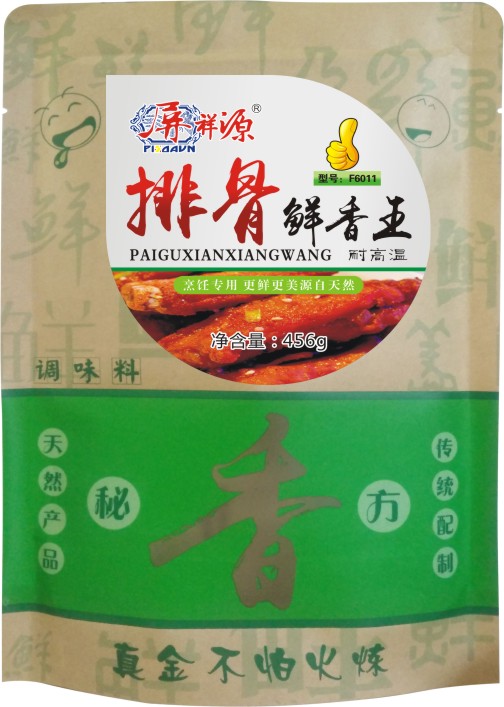 屏祥源®
PIXIAUN
型号：F6011
排骨鲜香王
PAIGUXIANXIANGWANG 耐高温
烹饪专用 更鲜更美源自天然
净含量：456g
调味料
天然产品
秘香方
传统配制
真金不怕火炼